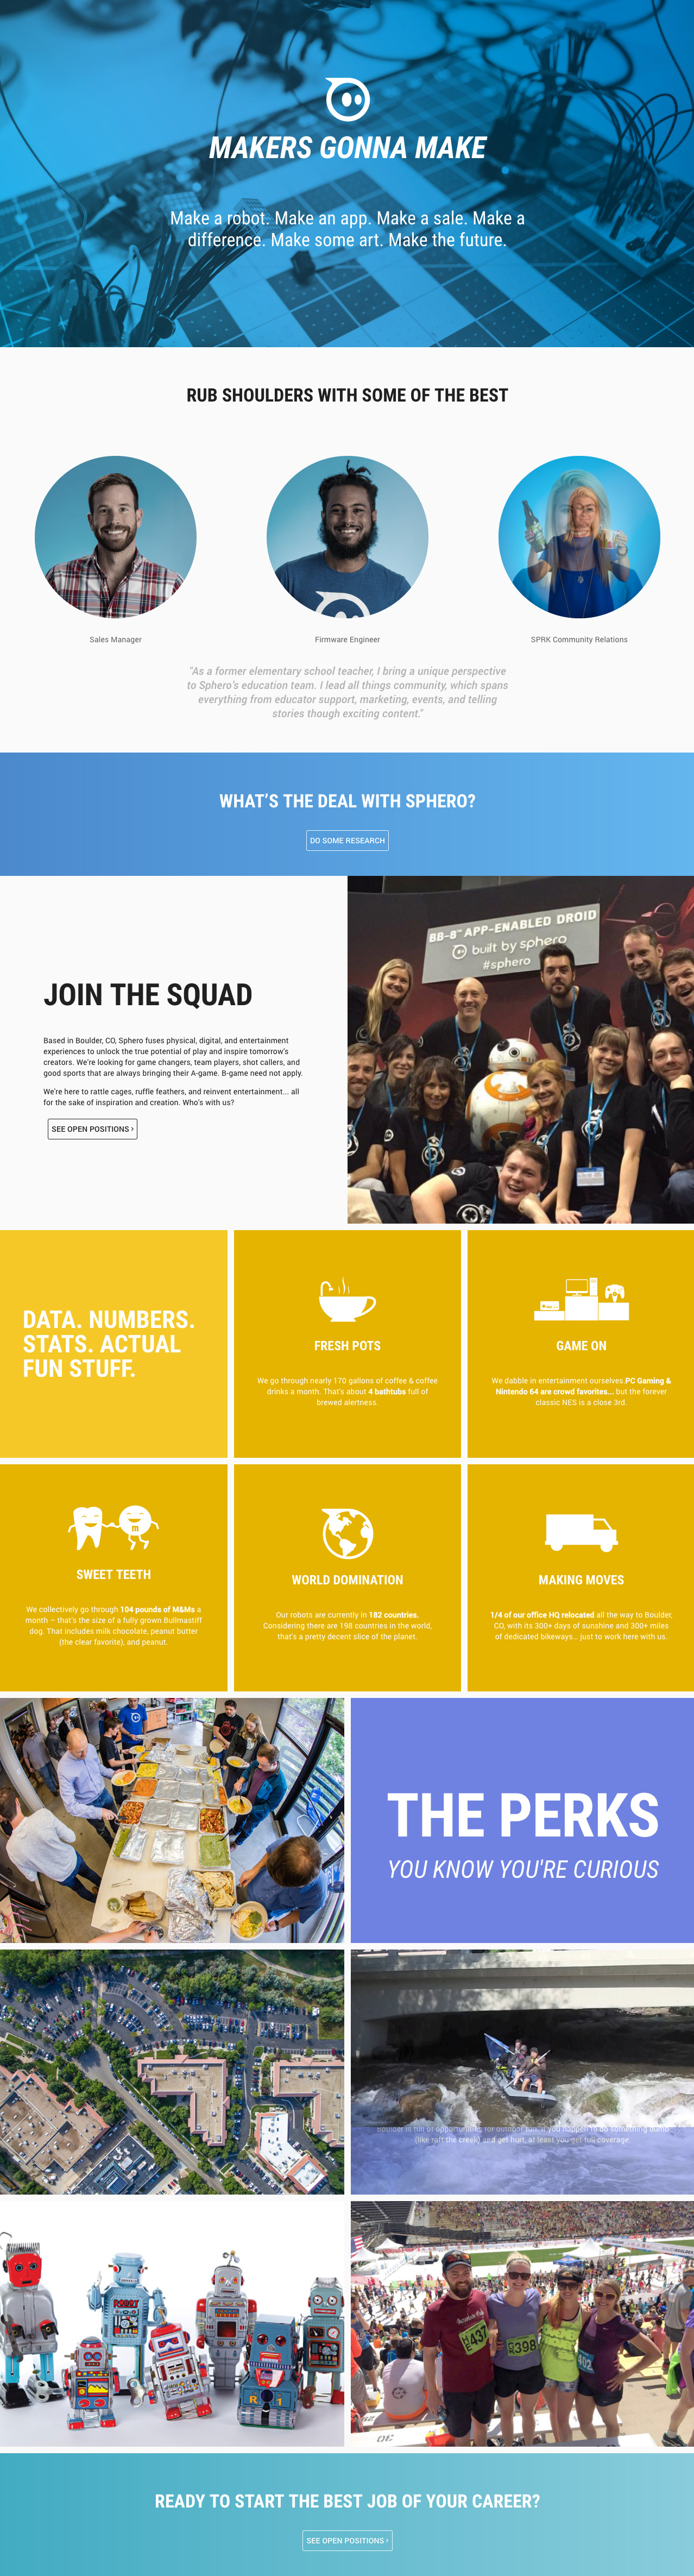 MAKERS GONNA MAKE
Make a robot. Make an app. Make a sale. Make a
difference. Make some art. Make the future.
RUB SHOULDERS WITH SOME OF THE BEST
Sales Manager
Firmware Engineer
SPRK Community Relations
"As a former elementary school teacher, I bring a unique perspective
to Sphero's education team. I lead all things community, which spans
everything from educator support, marketing, events, and telling
stories though exciting content."
WHAT'S THE DEAL WITH SPHERO?
DO SOME RESEARCH
JOIN THE SQUAD
Based in Boulder, CO, Sphero fuses physical, digital, and entertainment
experiences to unlock the true potential of play and inspire tomorrow's
creators. We're looking for game changers, team players, shot callers, and
good sports that are always bringing their A-game. B-game need not apply.
We're here to rattle cages, ruffle feathers, and reinvent entertainment... all
for the sake of inspiration and creation. Who's with us?
SEE OPEN POSITIONS ›
BB-8™ APP-ENABLED DROID
built by sphero
#sphero
DATA. NUMBERS.
STATS. ACTUAL
FUN STUFF.
FRESH POTS
We go through nearly 170 gallons of coffee & coffee
drinks a month. That's about 4 bathtubs full of
brewed alertness.
GAME ON
We dabble in entertainment ourselves.PC Gaming &
Nintendo 64 are crowd favorites... but the forever
classic NES is a close 3rd.
SWEET TEETH
We collectively go through 104 pounds of M&Ms a
month – that's the size of a fully grown Bullmastiff
dog. That includes milk chocolate, peanut butter
(the clear favorite), and peanut.
WORLD DOMINATION
Our robots are currently in 182 countries.
Considering there are 198 countries in the world,
that's a pretty decent slice of the planet.
MAKING MOVES
1/4 of our office HQ relocated all the way to Boulder,
CO, with its 300+ days of sunshine and 300+ miles
of dedicated bikeways... just to work here with us.
THE PERKS
YOU KNOW YOU'RE CURIOUS
Boulder is full of opportunities for outdoor fun. If you happen to do something dumb
(like raft the creek) and get hurt, at least you get full coverage.
ROBOT
R 1
437
398
402
READY TO START THE BEST JOB OF YOUR CAREER?
SEE OPEN POSITIONS ›